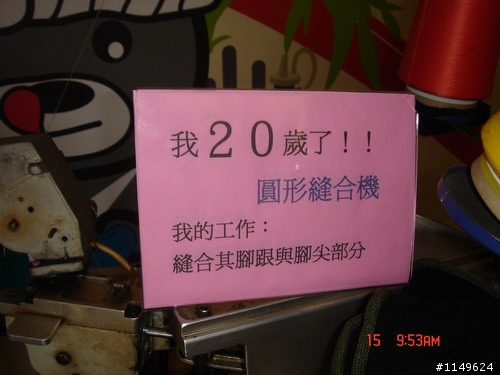 我20歲了！！
圓形縫合機
我的工作：
縫合其腳跟與腳尖部分
15 9:53AM
#1149624